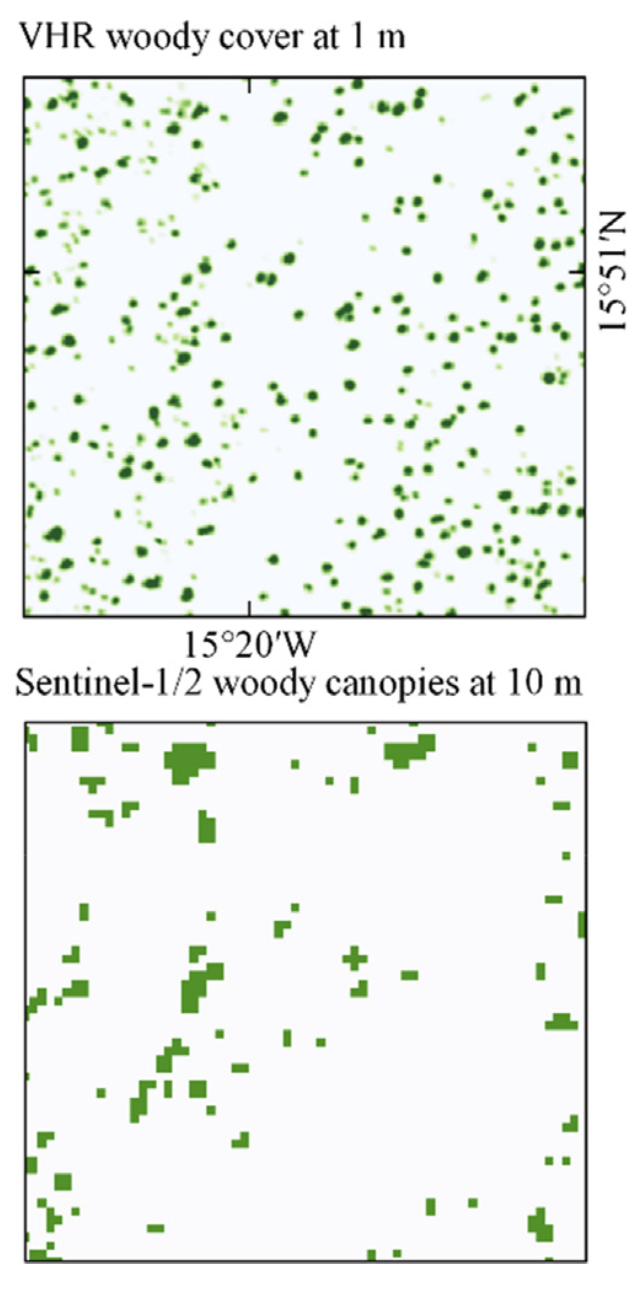 VHR woody cover at 1 m
15°51′N
15°20′W
Sentinel-1/2 woody canopies at 10 m